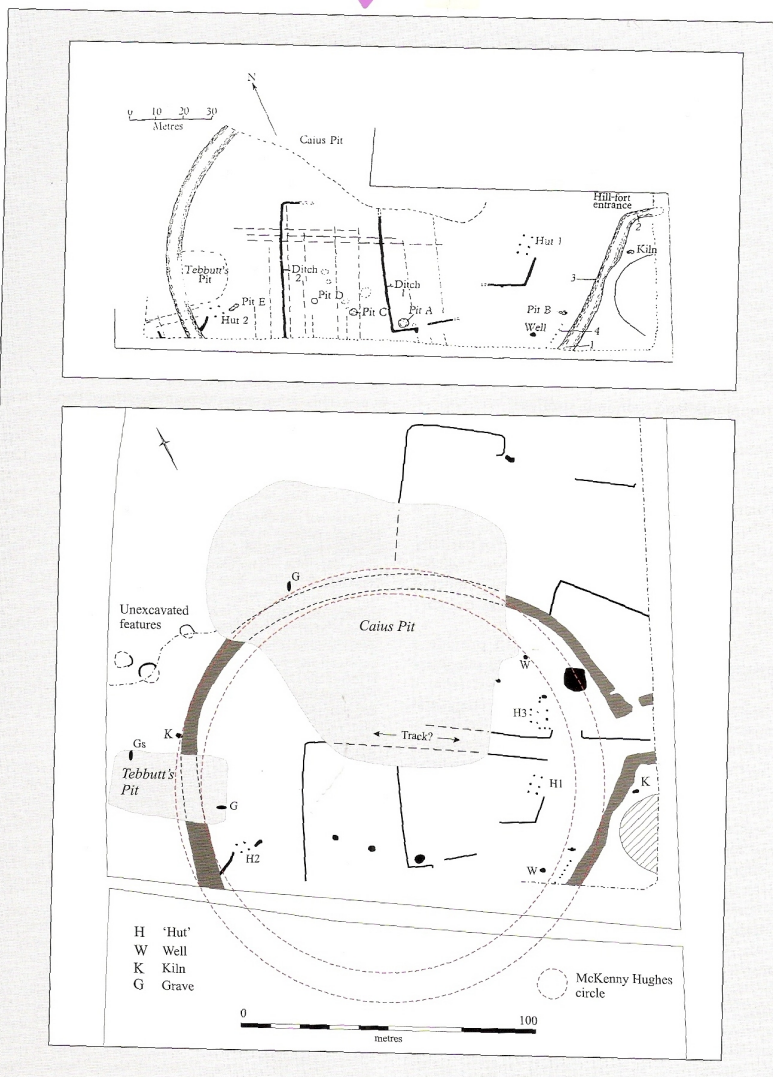 N
0 10 20 30
Metres
Caius Pit
Hill-fort
entrance
2
Hut 1
Kiln
Tebbutt's
Pit
Ditch
2
3
Ditch
1
Pit D
Pit E
Pit C
Pit A
Pit B
Hut 2
Well
4
1
G
Unexcavated
features
Caius Pit
W
H3
K
Track?
Gs
Tebbutt's
Pit
H1
K
G
H2
W
H 'Hut'
W Well
K Kiln
G Grave
McKenny Hughes
circle
0 100
metres